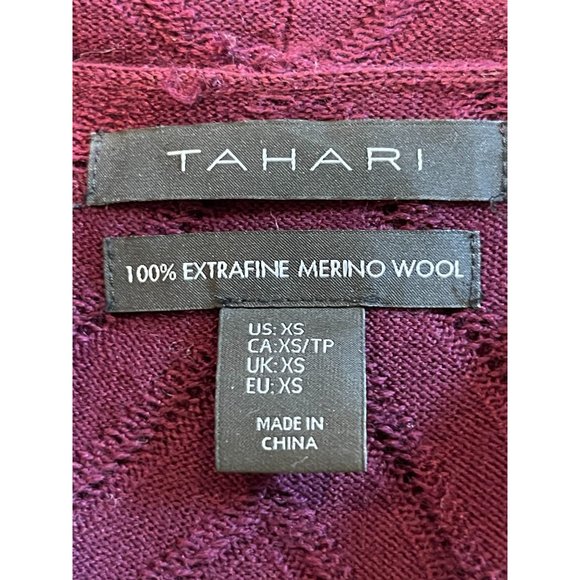 TAHARI
100% EXTRAFINE MERINO WOOL
US: XS
CA:XS/TP
UK: XS
EU: XS
MADE IN
CHINA